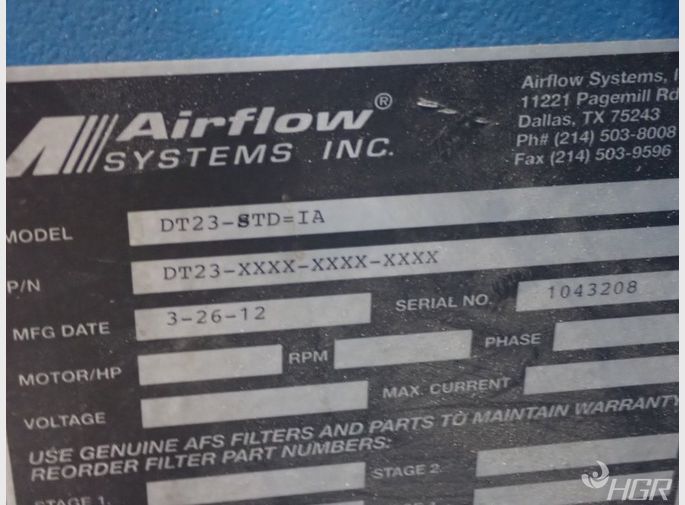 Airflow®
SYSTEMS INC.
Airflow Systems,
11221 Pagemill Rd
Dallas, TX 75243
Ph# (214) 503-8008
Fax (214) 503-9596
MODEL DT23-STD=IA
P/N DT23-XXXX-XXXX-XXXX
MFG DATE 3-26-12 SERIAL NO. 1043208
MOTOR/HP RPM PHASE
VOLTAGE MAX. CURRENT
USE GENUINE AFS FILTERS AND PARTS TO MAINTAIN WARRANTY
REORDER FILTER PART NUMBERS:
STAGE 1. STAGE 2.
HGR